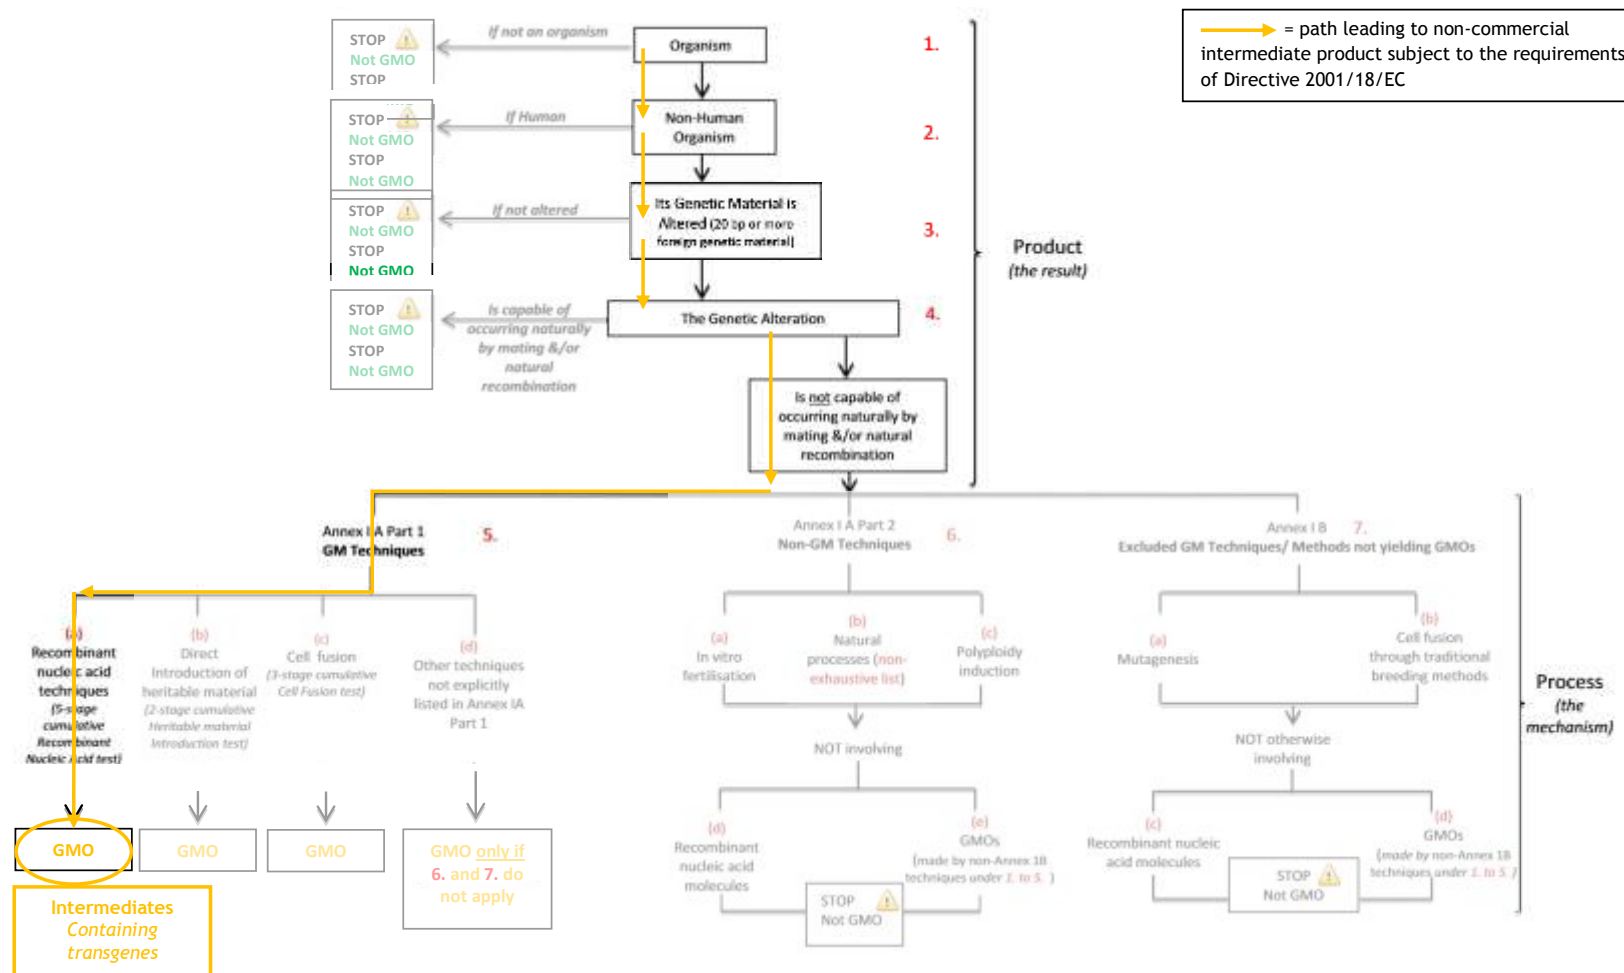 = path leading to non-commercial
intermediate product subject to the requirements
of Directive 2001/18/EC
STOP
Not GMO
STOP
If not an organism
Organism
1.
STOP
Not GMO
STOP
Not GMO
If Human
Non-Human
Organism
2.
STOP
Not GMO
STOP
Not GMO
If not altered
Its Genetic Material is
Altered (20 bp or more
foreign genetic material)
3.
Product
(the result)
STOP
Not GMO
STOP
Not GMO
Is capable of
occurring naturally
by mating &/or
natural
recombination
The Genetic Alteration
4.
Is not capable of
occurring naturally by
mating &/or natural
recombination
Annex I A Part 1
GM Techniques
5.
Annex I A Part 2
Non-GM Techniques
6.
Annex I B
7.
Excluded GM Techniques/ Methods not yielding GMOs
(a)
Recombinant
nucleic acid
techniques
(5-stage
cumulative
Recombinant
Nucleic Acid test)
(b)
Direct
Introduction of
heritable material
(2-stage cumulative
Heritable material
Introduction test)
(c)
Cell fusion
(3-stage cumulative
Cell Fusion test)
(d)
Other techniques
not explicitly
listed in Annex IA
Part 1
(a)
In vitro
fertilisation
(b)
Natural
processes (non-
exhaustive list)
(c)
Polyploidy
induction
(a)
Mutagenesis
(b)
Cell fusion
through traditional
breeding methods
Process
(the
mechanism)
NOT involving
NOT otherwise
involving
GMO
GMO
GMO
GMO only if
6. and 7. do
not apply
(d)
Recombinant
nucleic acid
molecules
(e)
GMOs
(made by non-Annex 1B
techniques under 1. to 5. )
STOP
Not GMO
(c)
Recombinant nucleic
acid molecules
(d)
GMOs
(made by non-Annex 1B
techniques under 1. to 5. )
STOP
Not GMO
Intermediates
Containing
transgenes